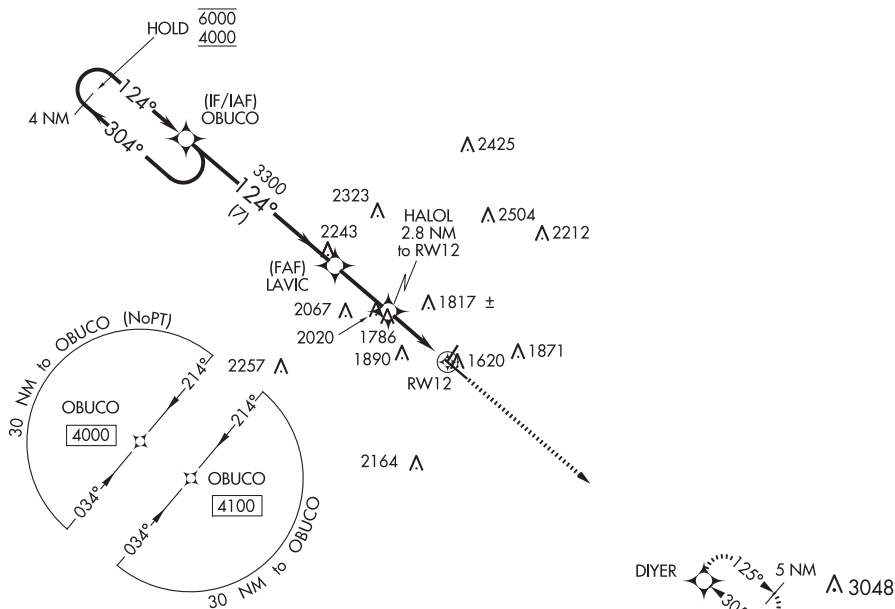 HOLD 6000
4000
124°
4 NM
304°
(IF/IAF)
OBUCO
3300
124°
(7)
2425
2323
2504
2212
HALOL
2.8 NM
to RW12
2243
(FAF)
LAVIC
2067
2020
1786
1817 ±
1890
1620
1871
RW12
2257
2164
30 NM to OBUCO (NoPT)
214°
OBUCO
4000
034°
214°
OBUCO
4100
034°
30 NM to OBUCO
DIYER
125°
5 NM
3048